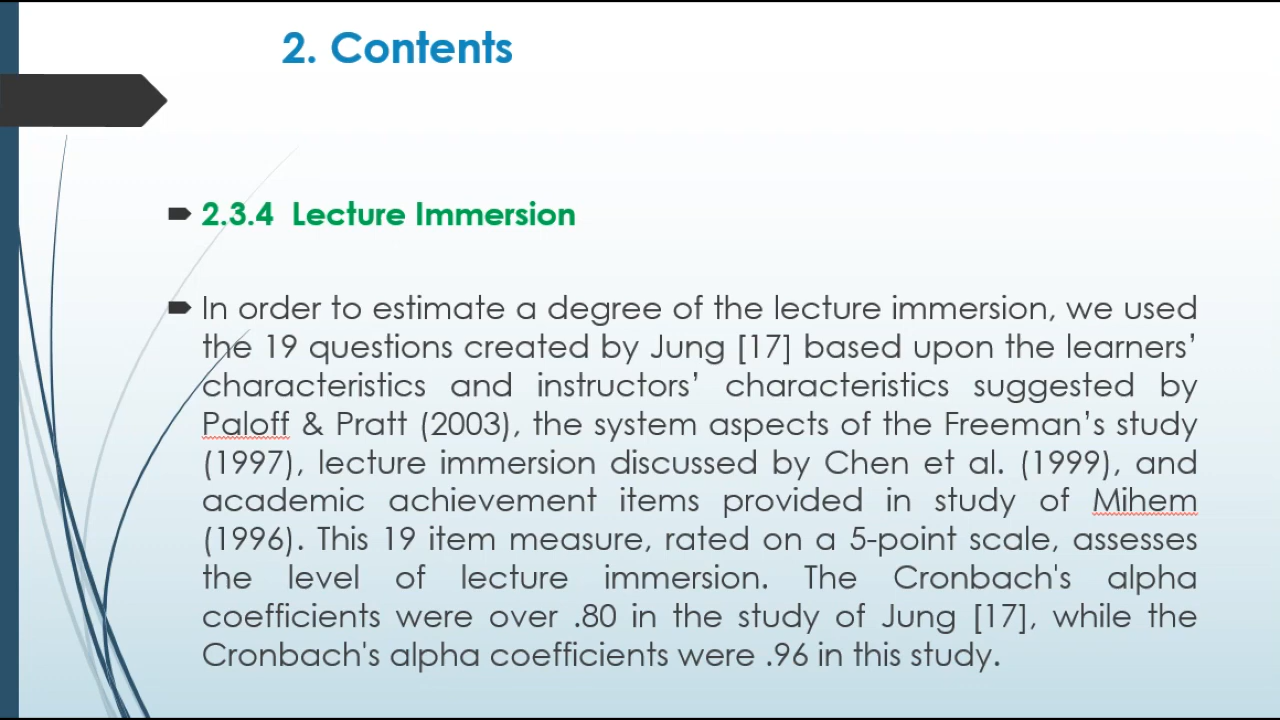 2. Contents
2.3.4 Lecture Immersion
In order to estimate a degree of the lecture immersion, we used
the 19 questions created by Jung [17] based upon the learners’
characteristics and instructors’ characteristics suggested by
Paloff & Pratt (2003), the system aspects of the Freeman’s study
(1997), lecture immersion discussed by Chen et al. (1999), and
academic achievement items provided in study of Mihem
(1996). This 19 item measure, rated on a 5-point scale, assesses
the level of lecture immersion. The Cronbach's alpha
coefficients were over .80 in the study of Jung [17], while the
Cronbach's alpha coefficients were .96 in this study.